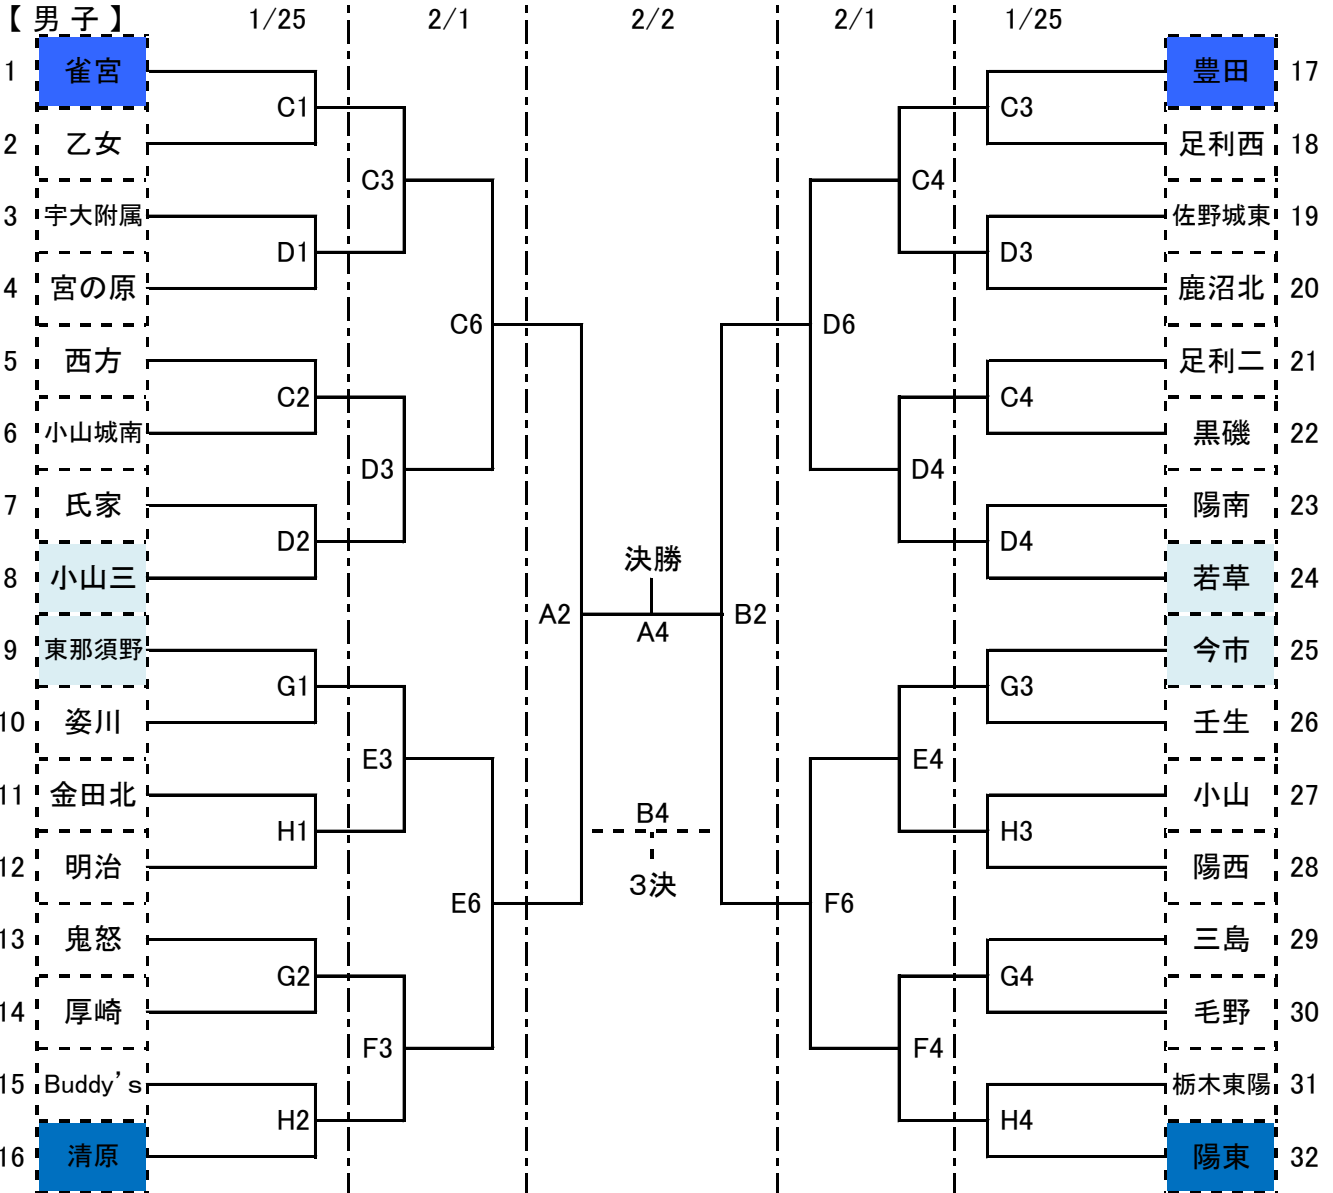 【 男 子 】 1/25 2/1 2/2 2/1 1/25
1 雀宮 豊田 17
C1 C3
2 乙女 足利西 18
C3 C4
3 宇大附属 佐野城東 19
D1 D3
4 宮の原 鹿沼北 20
C6 D6
5 西方 足利二 21
C2 C4
6 小山城南 黒磯 22
D3 D4
7 氏家 陽南 23
D2 D4
決勝
8 小山三 若草 24
A2 B2
A4
9 東那須野 今市 25
G1 G3
10 姿川 壬生 26
E3 E4
11 金田北 小山 27
B4
H1 H3
12 明治 陽西 28
3決
E6 F6
13 鬼怒 三島 29
G2 G4
14 厚崎 毛野 30
F3 F4
15 Buddy's 栃木東陽 31
H2 H4
16 清原 陽東 32